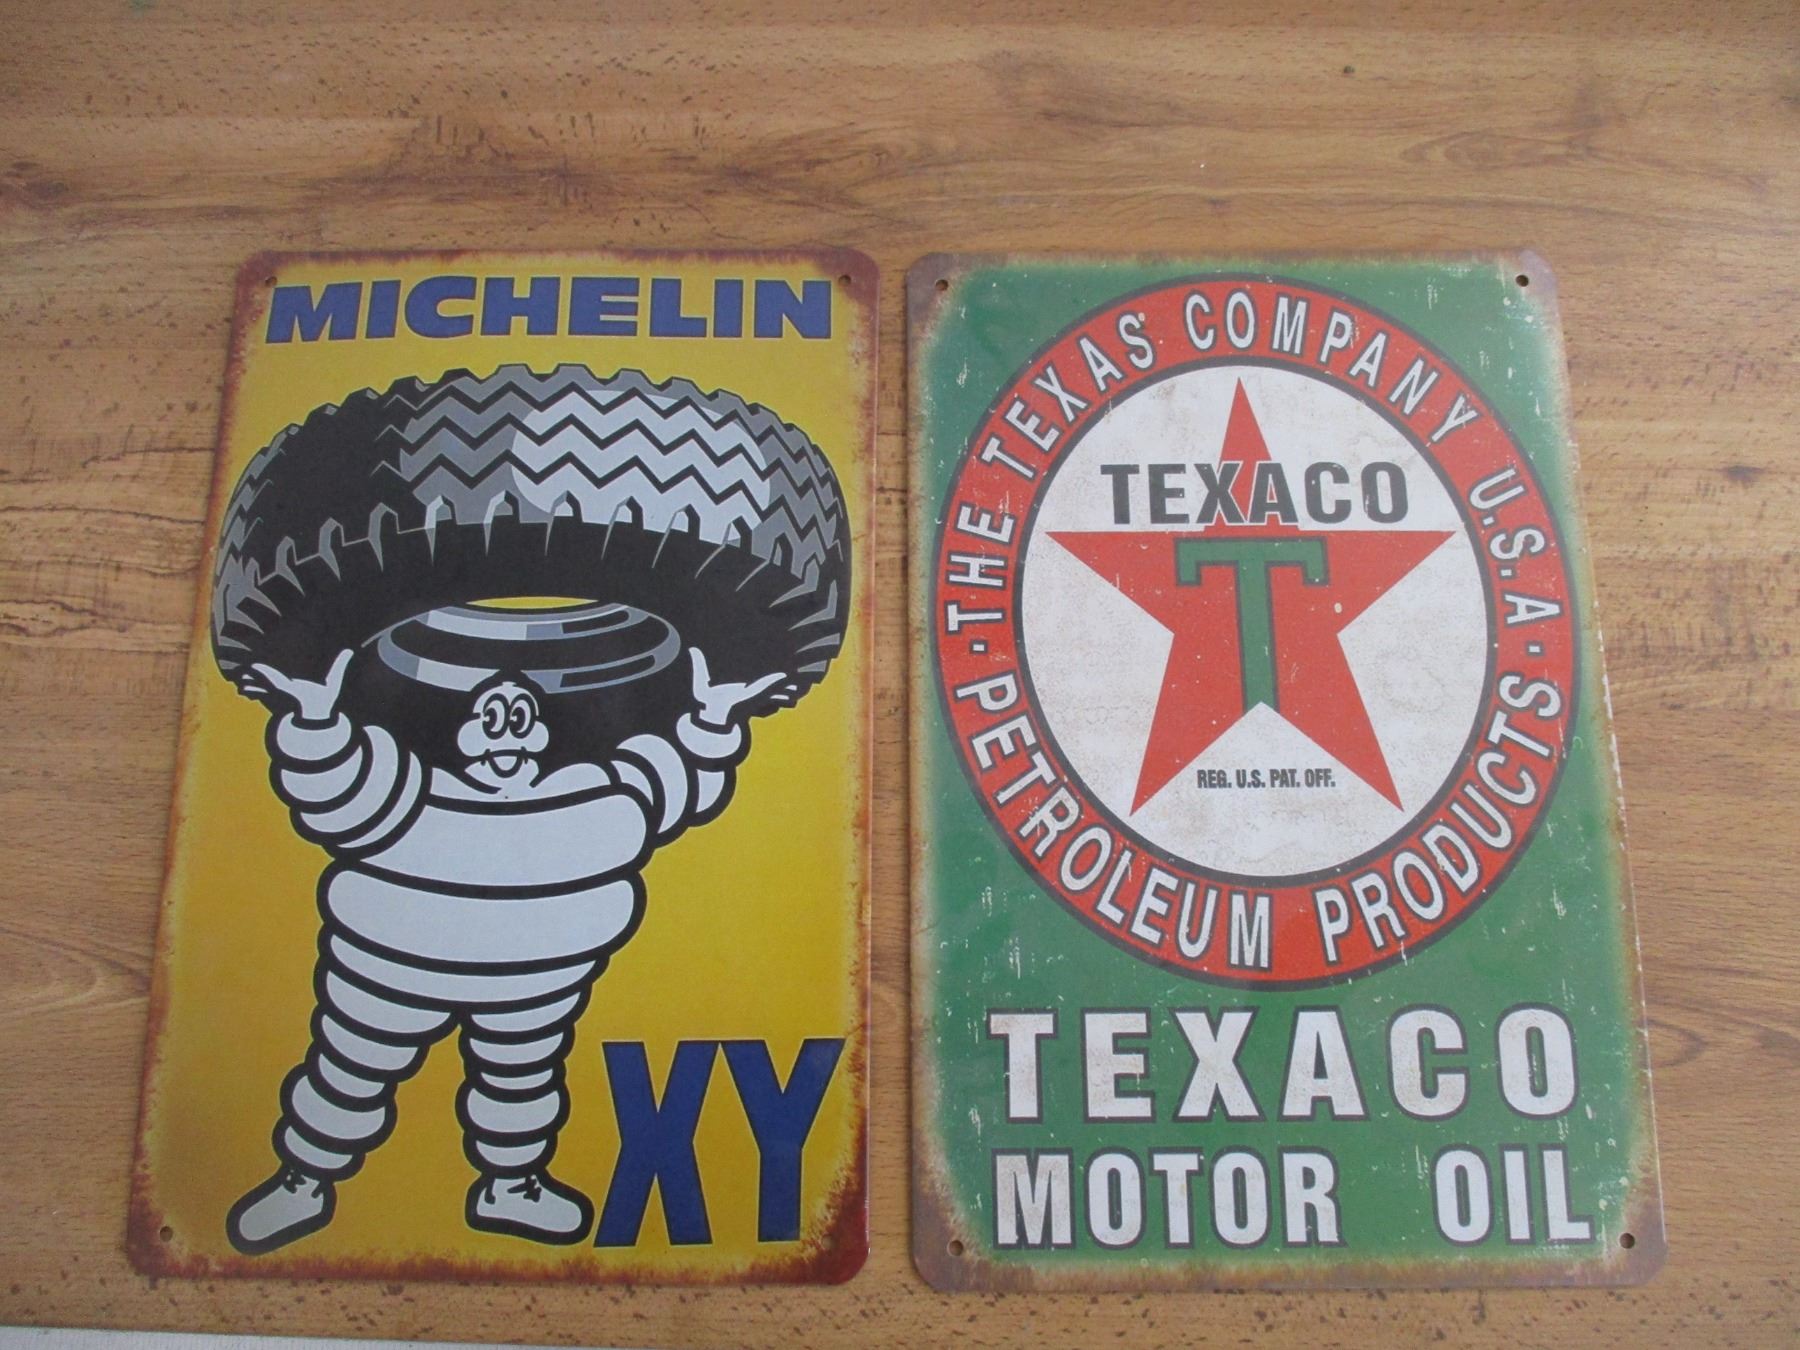 MICHELIN
XY
· THE TEXAS COMPANY U.S.A ·
TEXACO
T
REG. U.S. PAT. OFF.
PETROLEUM PRODUCTS
TEXACO
MOTOR OIL